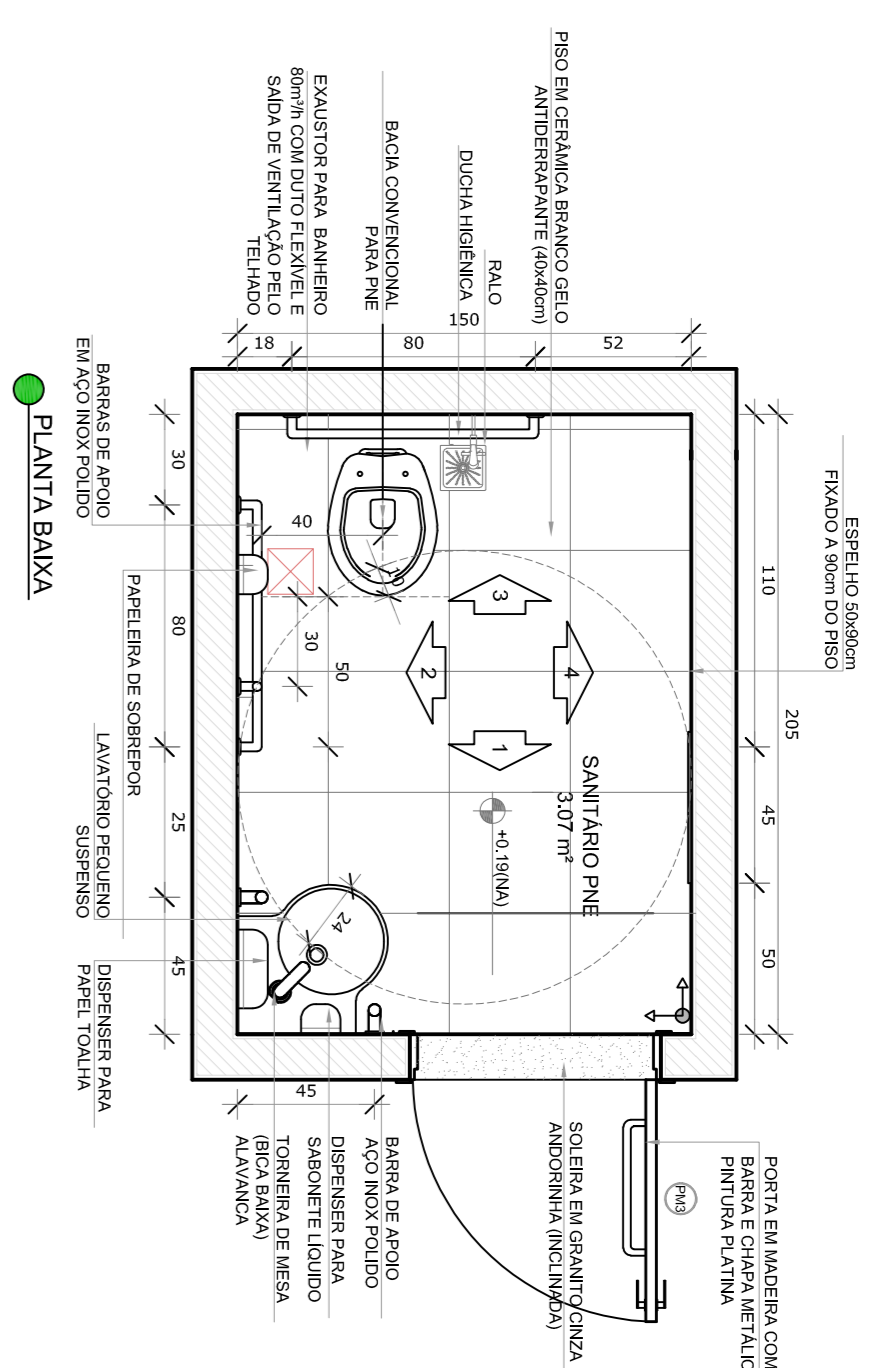 PISO EM CERÂMICA BRANCO GELO
ANTIDERRAPANTE (40x40cm)
RALO
DUCHA HIGIÊNICA
BACIA CONVENCIONAL
PARA PNE
EXAUSTOR PARA BANHEIRO
80m³/h COM DUTO FLEXÍVEL E
SAÍDA DE VENTILAÇÃO PELO
TELHADO
150
18
80
52
ESPELHO 50x90cm
FIXADO A 90cm DO PISO
205
110
45
50
BARRAS DE APOIO
EM AÇO INOX POLIDO
PAPELEIRA DE SOBREPOR
LAVATÓRIO PEQUENO
SUSPENSO
DISPENSER PARA
PAPEL TOALHA
30
80
25
45
40
10
30
50
24
3
2
4
1
SANITÁRIO PNE
3.07 m²
+0.19(NA)
45
BARRA DE APOIO
AÇO INOX POLIDO
DISPENSER PARA
SABONETE LÍQUIDO
TORNEIRA DE MESA
(BICA BAIXA)
ALAVANCA
SOLEIRA EM GRANITO CINZA
ANDORINHA (INCLINADA)
PORTA EM MADEIRA COM
BARRA E CHAPA METÁLIC
PINTURA PLATINA
PM3
PLANTA BAIXA